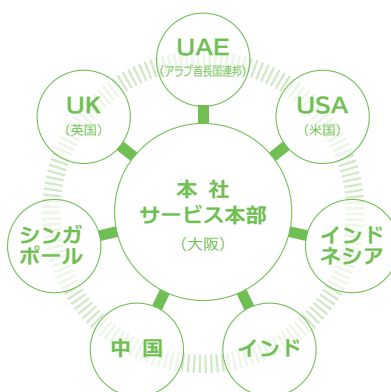 UAE
(アラブ首長国連邦)
UK
(英国)
USA
(米国)
本 社
サービス本部
(大阪)
シンガ
ポール
インド
ネシア
中 国
インド